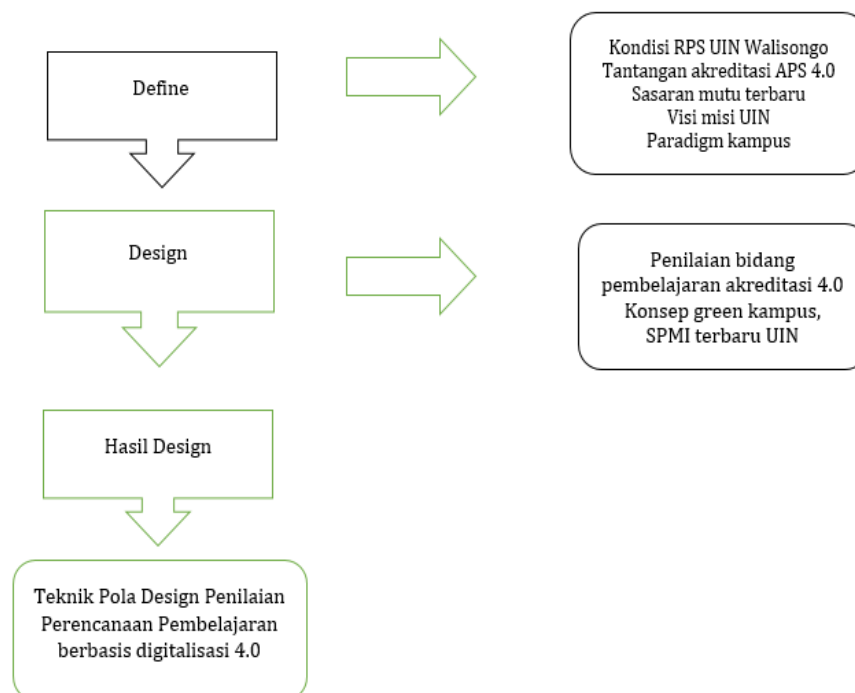 Define
Kondisi RPS UIN Walisongo
Tantangan akreditasi APS 4.0
Sasaran mutu terbaru
Visi misi UIN
Paradigm kampus
Design
Penilaian bidang
pembelajaran akreditasi 4.0
Konsep green kampus,
SPMI terbaru UIN
Hasil Design
Teknik Pola Design Penilaian
Perencanaan Pembelajaran
berbasis digitalisasi 4.0